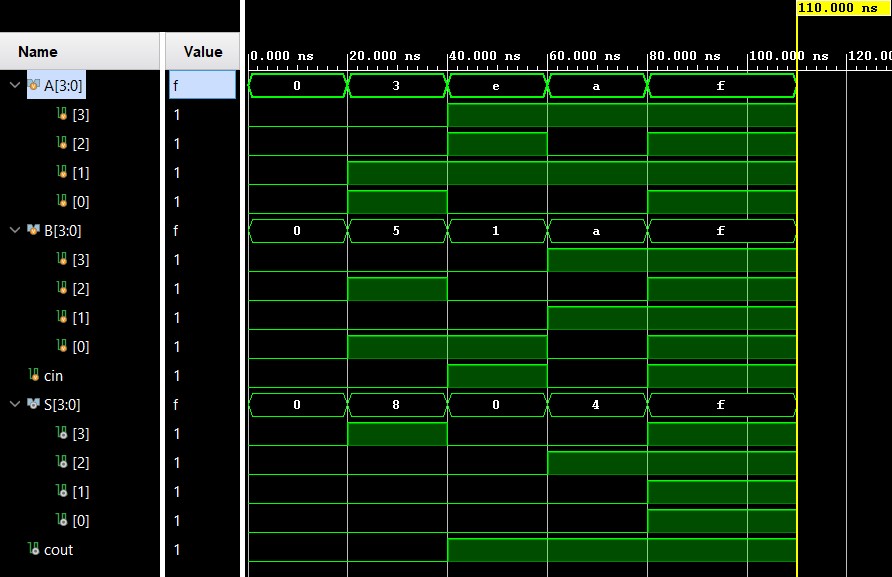 110.000 ns
Name Value
0.000 ns 20.000 ns 40.000 ns 60.000 ns 80.000 ns 100.000 ns 120.00
A[3:0] f 0 3 e a f
[3] 1
[2] 1
[1] 1
[0] 1
B[3:0] f 0 5 1 a f
[3] 1
[2] 1
[1] 1
[0] 1
cin 1
S[3:0] f 0 8 0 4 f
[3] 1
[2] 1
[1] 1
[0] 1
cout 1